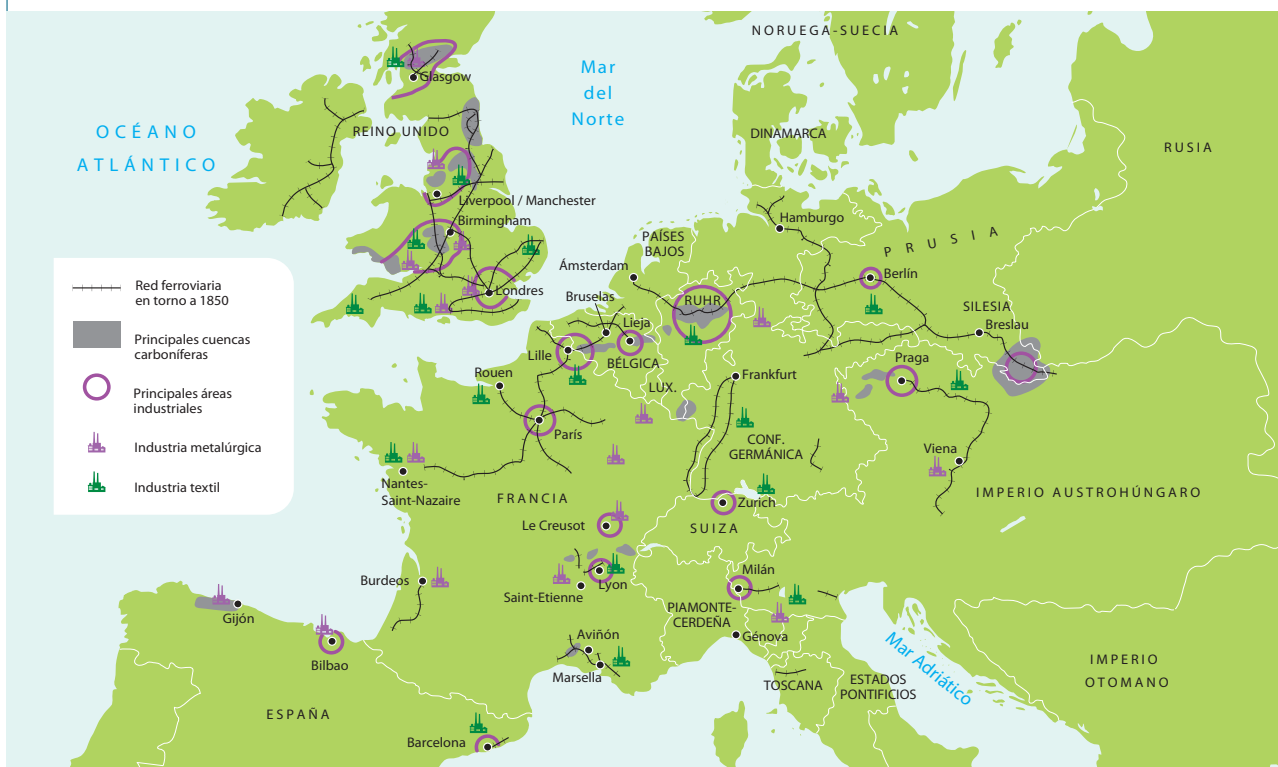 NORUEGA-SUECIA
Glasgow
Mar
del
Norte
OCÉANO
ATLÁNTICO
REINO UNIDO
DINAMARCA
RUSIA
Liverpool / Manchester
Birmingham
Hamburgo
PRUSIA
PAÍSES
BAJOS
Ámsterdam
Berlín
Londres
Bruselas
RUHR
SILESIA
Breslau
Lieja
Lille
BÉLGICA
Praga
Rouen
LUX.
Frankfurt
París
CONF.
GERMÁNICA
Viena
Nantes-
Saint-Nazaire
FRANCIA
Zurich
IMPERIO AUSTROHÚNGARO
Le Creusot
SUIZA
Burdeos
Lyon
Saint-Etienne
Milán
PIAMONTE-
CERDEÑA
Gijón
Génova
Bilbao
Aviñón
Marsella
Mar Adriático
TOSCANA
ESTADOS
PONTIFICIOS
IMPERIO
OTOMANO
ESPAÑA
Barcelona
Red ferroviaria
en torno a 1850
Principales cuencas
carboníferas
Principales áreas
industriales
Industria metalúrgica
Industria textil